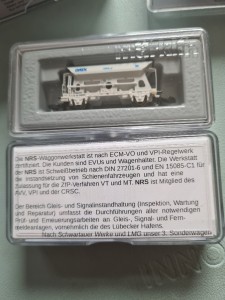 NRS
Die NRS-Waggonwerkstatt ist nach ECM-VO und VPI-Regelwerk
zertifiziert. Die Kunden sind EVUs und Wagenhalter. Die Werkstatt
der NRS ist Schweißbetrieb nach DIN 27201-6 und EN 15085-C1 für
die Instandsetzung von Schienenfahrzeugen und hat eine
Zulassung für die ZfP-Verfahren VT und MT. NRS ist Mitglied des
AVV, VPI und der CRSC.
Der Bereich Gleis- und Signalinstandhaltung (Inspektion, Wartung
und Reparatur) umfasst die Durchführungen aller notwendigen
und Erneuerungsarbeiten an Gleis-, Signal- und Fern-
meldeanlagen, vornehmlich die des Lübecker Hafens.
Nach Schwartauer Werke und LMG unser 3. Sonderwagen